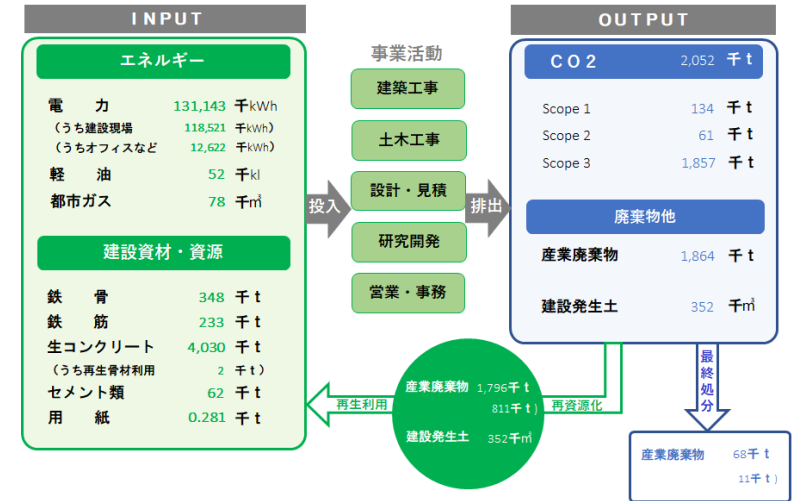 INPUT
エネルギー
電　力 131,143 千kWh
（うち建設現場 118,521 千kWh）
（うちオフィスなど 12,622 千kWh）
軽　油 52 千kl
都市ガス 78 千㎥
建設資材・資源
鉄　骨 348 千ｔ
鉄　筋 233 千ｔ
生コンクリート 4,030 千ｔ
（うち再生骨材利用 2 千ｔ）
セメント類 62 千ｔ
用　紙 0.281 千ｔ
投入
事業活動
建築工事
土木工事
設計・見積
研究開発
営業・事務
排出
OUTPUT
CO2 2,052 千ｔ
Scope 1 134 千ｔ
Scope 2 61 千ｔ
Scope 3 1,857 千ｔ
廃棄物他
産業廃棄物 1,864 千ｔ
建設発生土 352 千㎥
再生利用
産業廃棄物 1,796千ｔ
811千ｔ)
建設発生土 352千㎥
再資源化
最終処分
産業廃棄物 68千ｔ
11千ｔ)